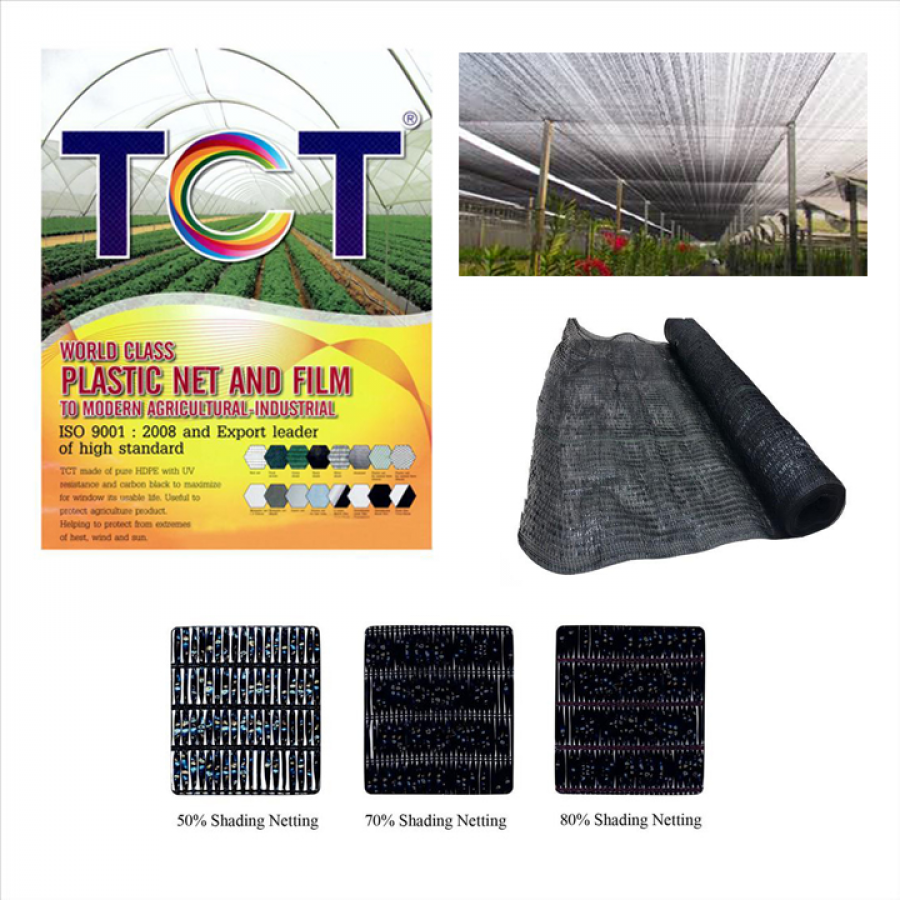 TCT®
WORLD CLASS
PLASTIC NET AND FILM
TO MODERN AGRICULTURAL-INDUSTRIAL
ISO 9001 : 2008 and Export leader
of high standard
TCT made of pure HDPE with UV
resistance and carbon black to maximize
for window its usable life. Useful to
protect agriculture product.
Helping to protect from extremes
of heat, wind and sun.
50% Shading Netting
70% Shading Netting
80% Shading Netting